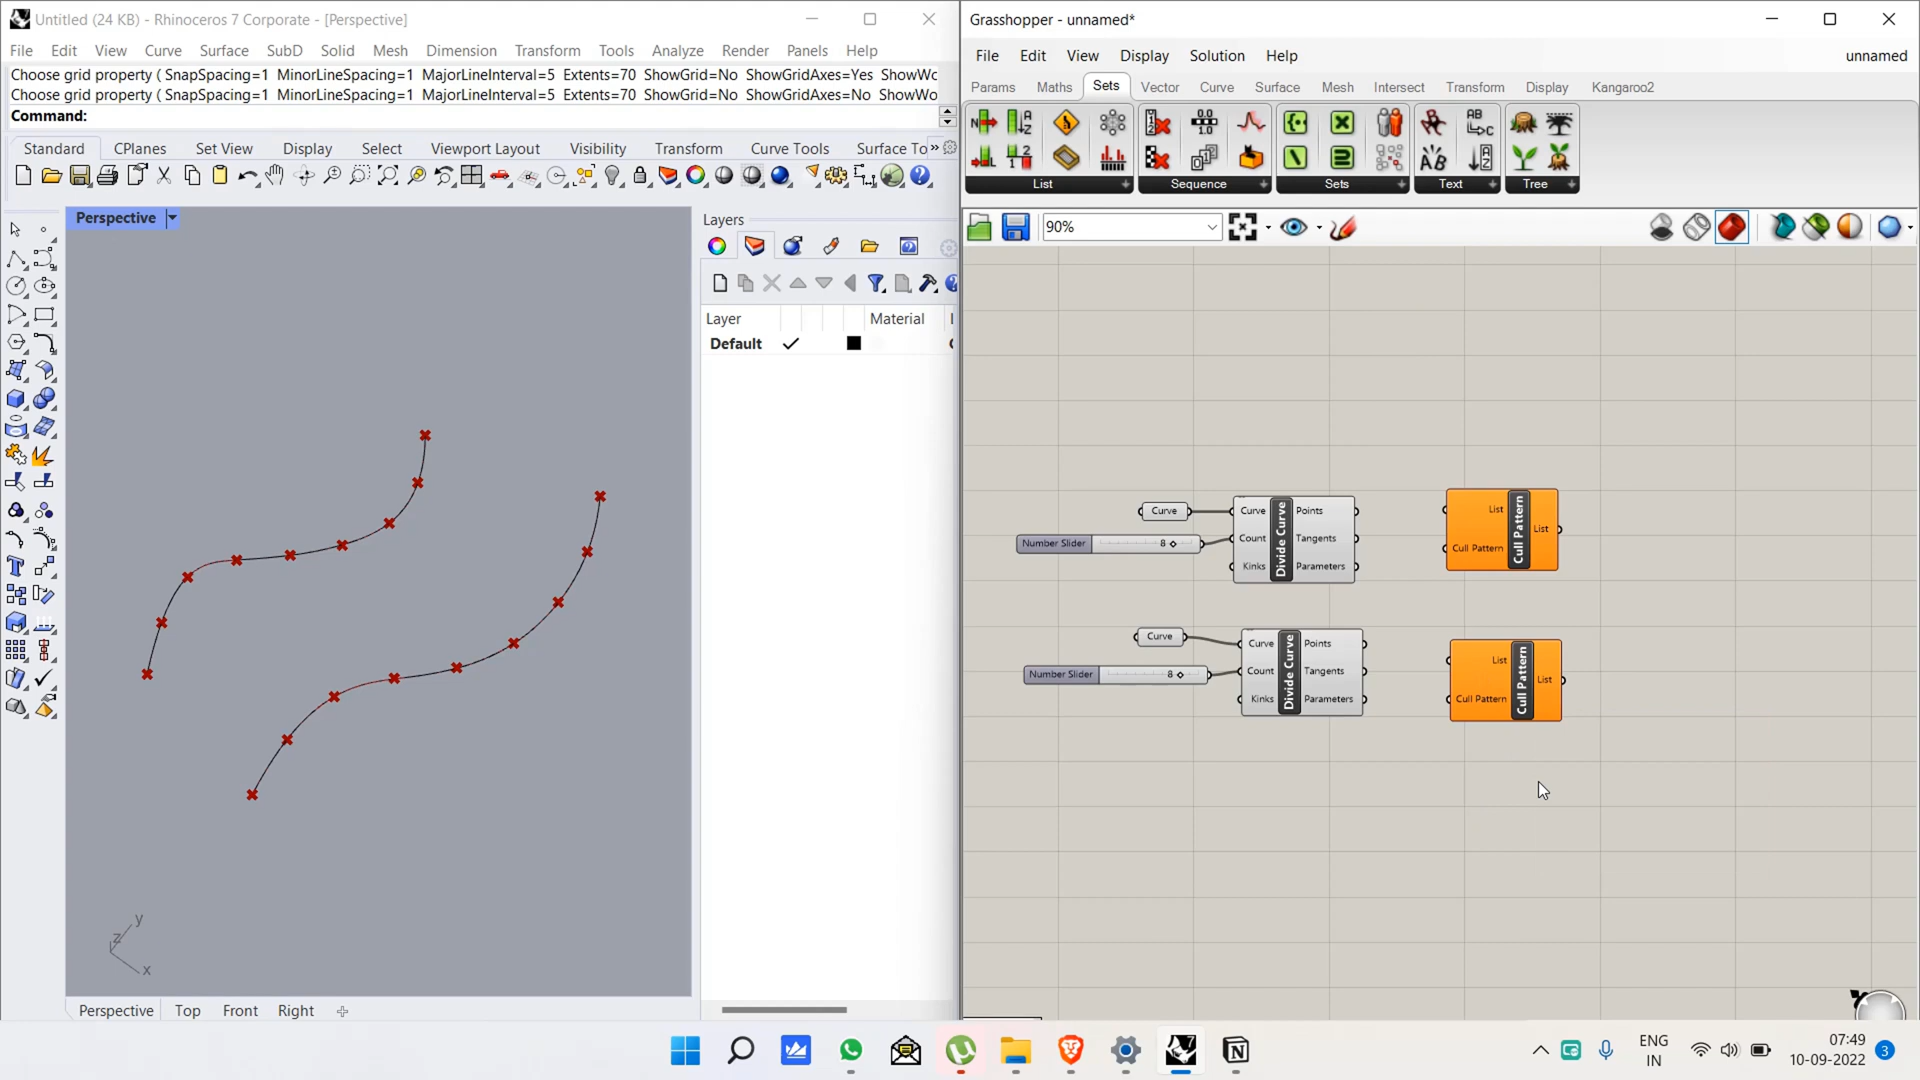 Untitled (24 KB) - Rhinoceros 7 Corporate - [Perspective]
File Edit View Curve Surface SubD Solid Mesh Dimension Transform Tools Analyze Render Panels Help
Choose grid property ( SnapSpacing=1 MinorLineSpacing=1 MajorLineInterval=5 Extents=70 ShowGrid=No ShowGridAxes=Yes ShowWc
Choose grid property ( SnapSpacing=1 MinorLineSpacing=1 MajorLineInterval=5 Extents=70 ShowGrid=No ShowGridAxes=No ShowWo
Command:
Standard CPlanes Set View Display Select Viewport Layout Visibility Transform Curve Tools Surface To »
Perspective
Layers
Layer Material
Default
y
z
x
Perspective Top Front Right
Grasshopper - unnamed*
File Edit View Display Solution Help unnamed
Params Maths Sets Vector Curve Surface Mesh Intersect Transform Display Kangaroo2
List Sequence Sets Text Tree
90%
Curve
Number Slider 8
Curve Count Kinks
Divide Curve
Points Tangents Parameters
List
Cull Pattern
Cull Pattern
List
Curve
Number Slider 8
Curve Count Kinks
Divide Curve
Points Tangents Parameters
List
Cull Pattern
Cull Pattern
List
ENG
IN
07:49
10-09-2022
3